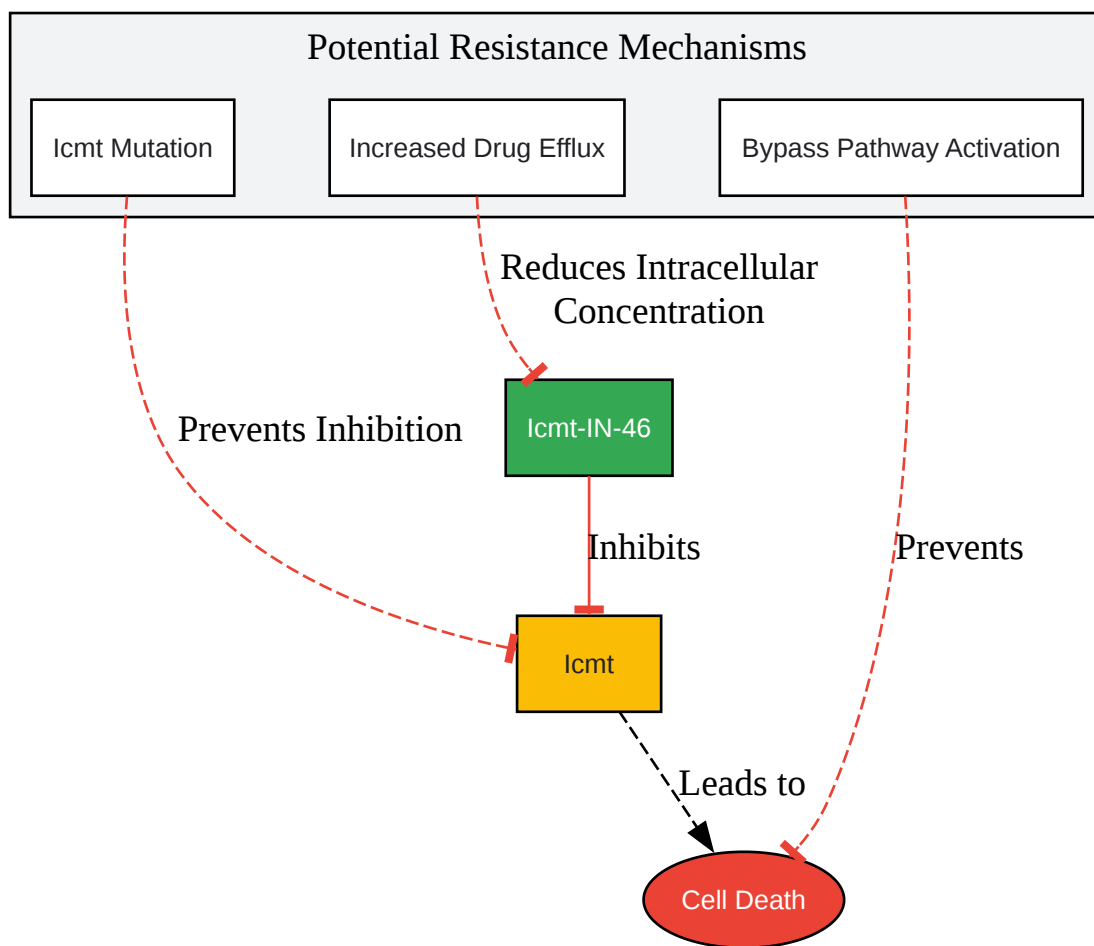 Potential Resistance Mechanisms
Icmt Mutation
Increased Drug Efflux
Bypass Pathway Activation
Reduces Intracellular
Concentration
Prevents Inhibition
Icmt-IN-46
Inhibits
Prevents
Icmt
Leads to
Cell Death